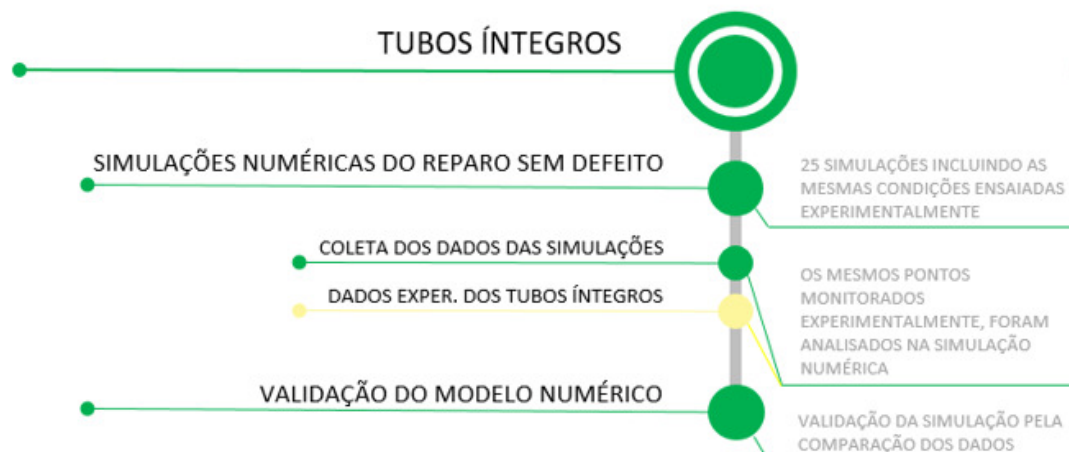 TUBOS ÍNTEGROS
SIMULAÇÕES NUMÉRICAS DO REPARO SEM DEFEITO
25 SIMULAÇÕES INCLUINDO AS
MESMAS CONDIÇÕES ENSAIADAS
EXPERIMENTALMENTE
COLETA DOS DADOS DAS SIMULAÇÕES
DADOS EXPER. DOS TUBOS ÍNTEGROS
OS MESMOS PONTOS
MONITORADOS
EXPERIMENTALMENTE, FORAM
ANALISADOS NA SIMULAÇÃO
NUMÉRICA
VALIDAÇÃO DO MODELO NUMÉRICO
VALIDAÇÃO DA SIMULAÇÃO PELA
COMPARAÇÃO DOS DADOS